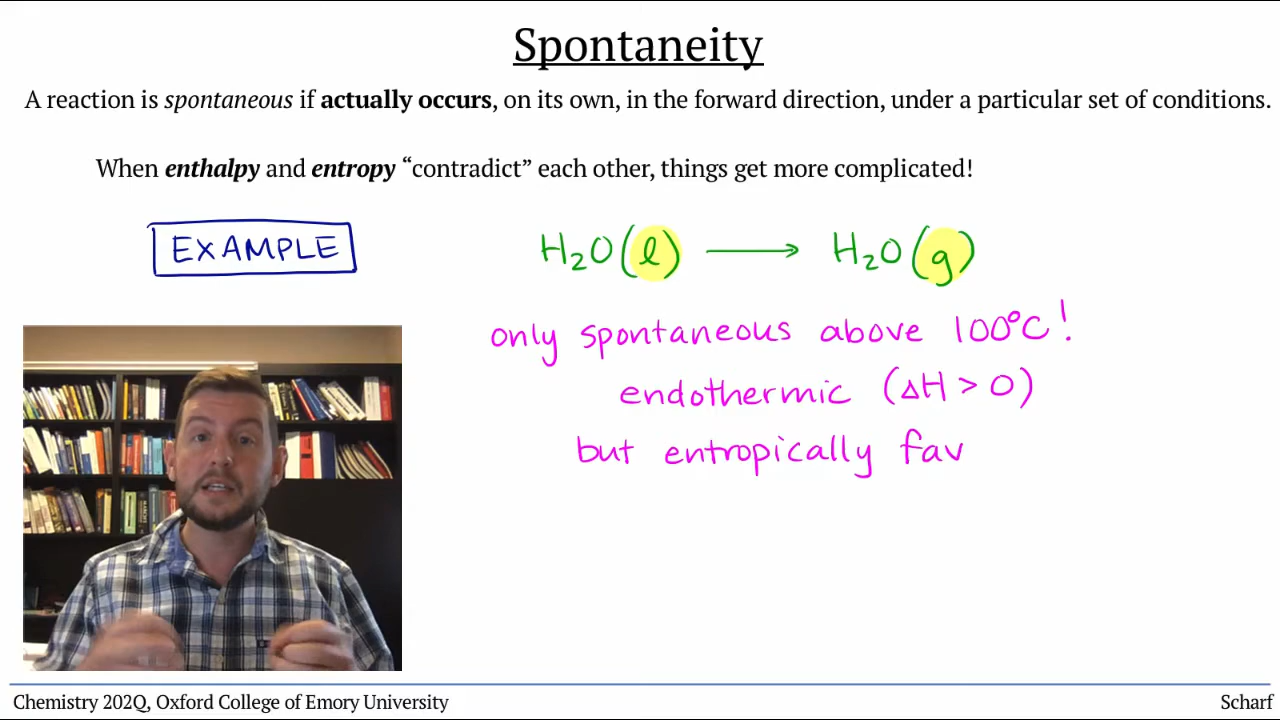 Spontaneity
A reaction is spontaneous if actually occurs, on its own, in the forward direction, under a particular set of conditions.
When enthalpy and entropy “contradict” each other, things get more complicated!
EXAMPLE
H₂O(l) ⟶ H₂O(g)
only spontaneous above 100°C!
endothermic (ΔH > 0)
but entropically fav
Chemistry 202Q, Oxford College of Emory University
Scharf